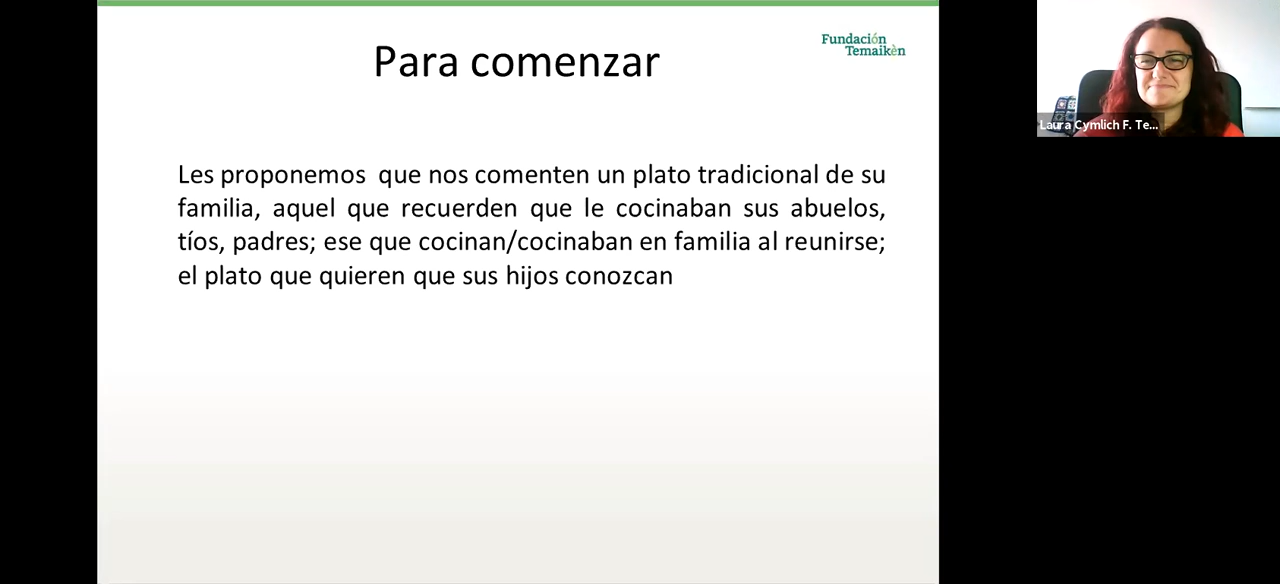 Para comenzar
Fundación
Temaikèn
Les proponemos  que nos comenten un plato tradicional de su
familia, aquel que recuerden que le cocinaban sus abuelos,
tíos, padres; ese que cocinan/cocinaban en familia al reunirse;
el plato que quieren que sus hijos conozcan
Laura Cymlich F. Te...